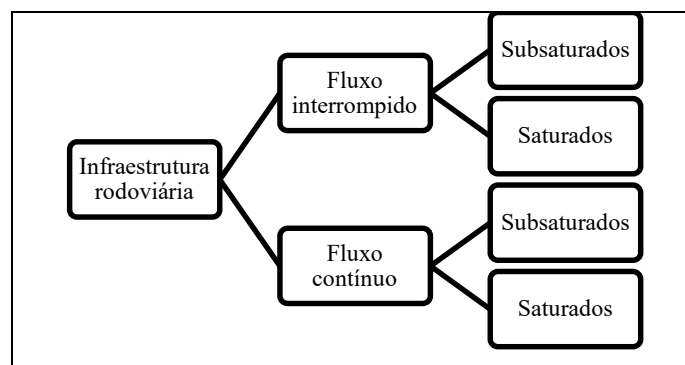 Infraestrutura
rodoviária
Fluxo
interrompido
Subsaturados
Saturados
Fluxo
contínuo
Subsaturados
Saturados